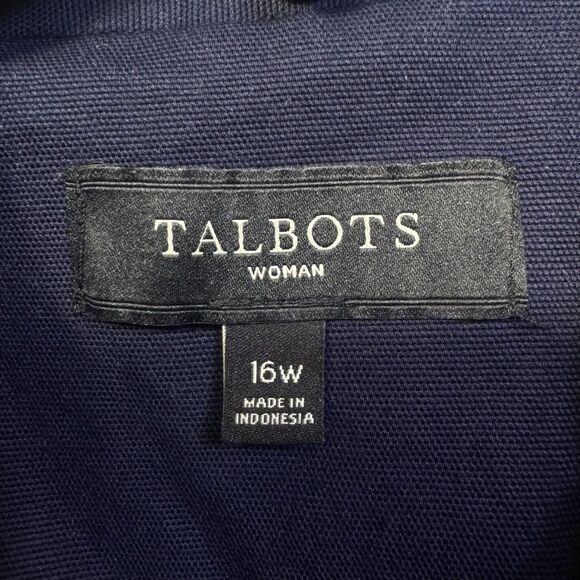 TALBOTS
WOMAN
16W
MADE IN
INDONESIA